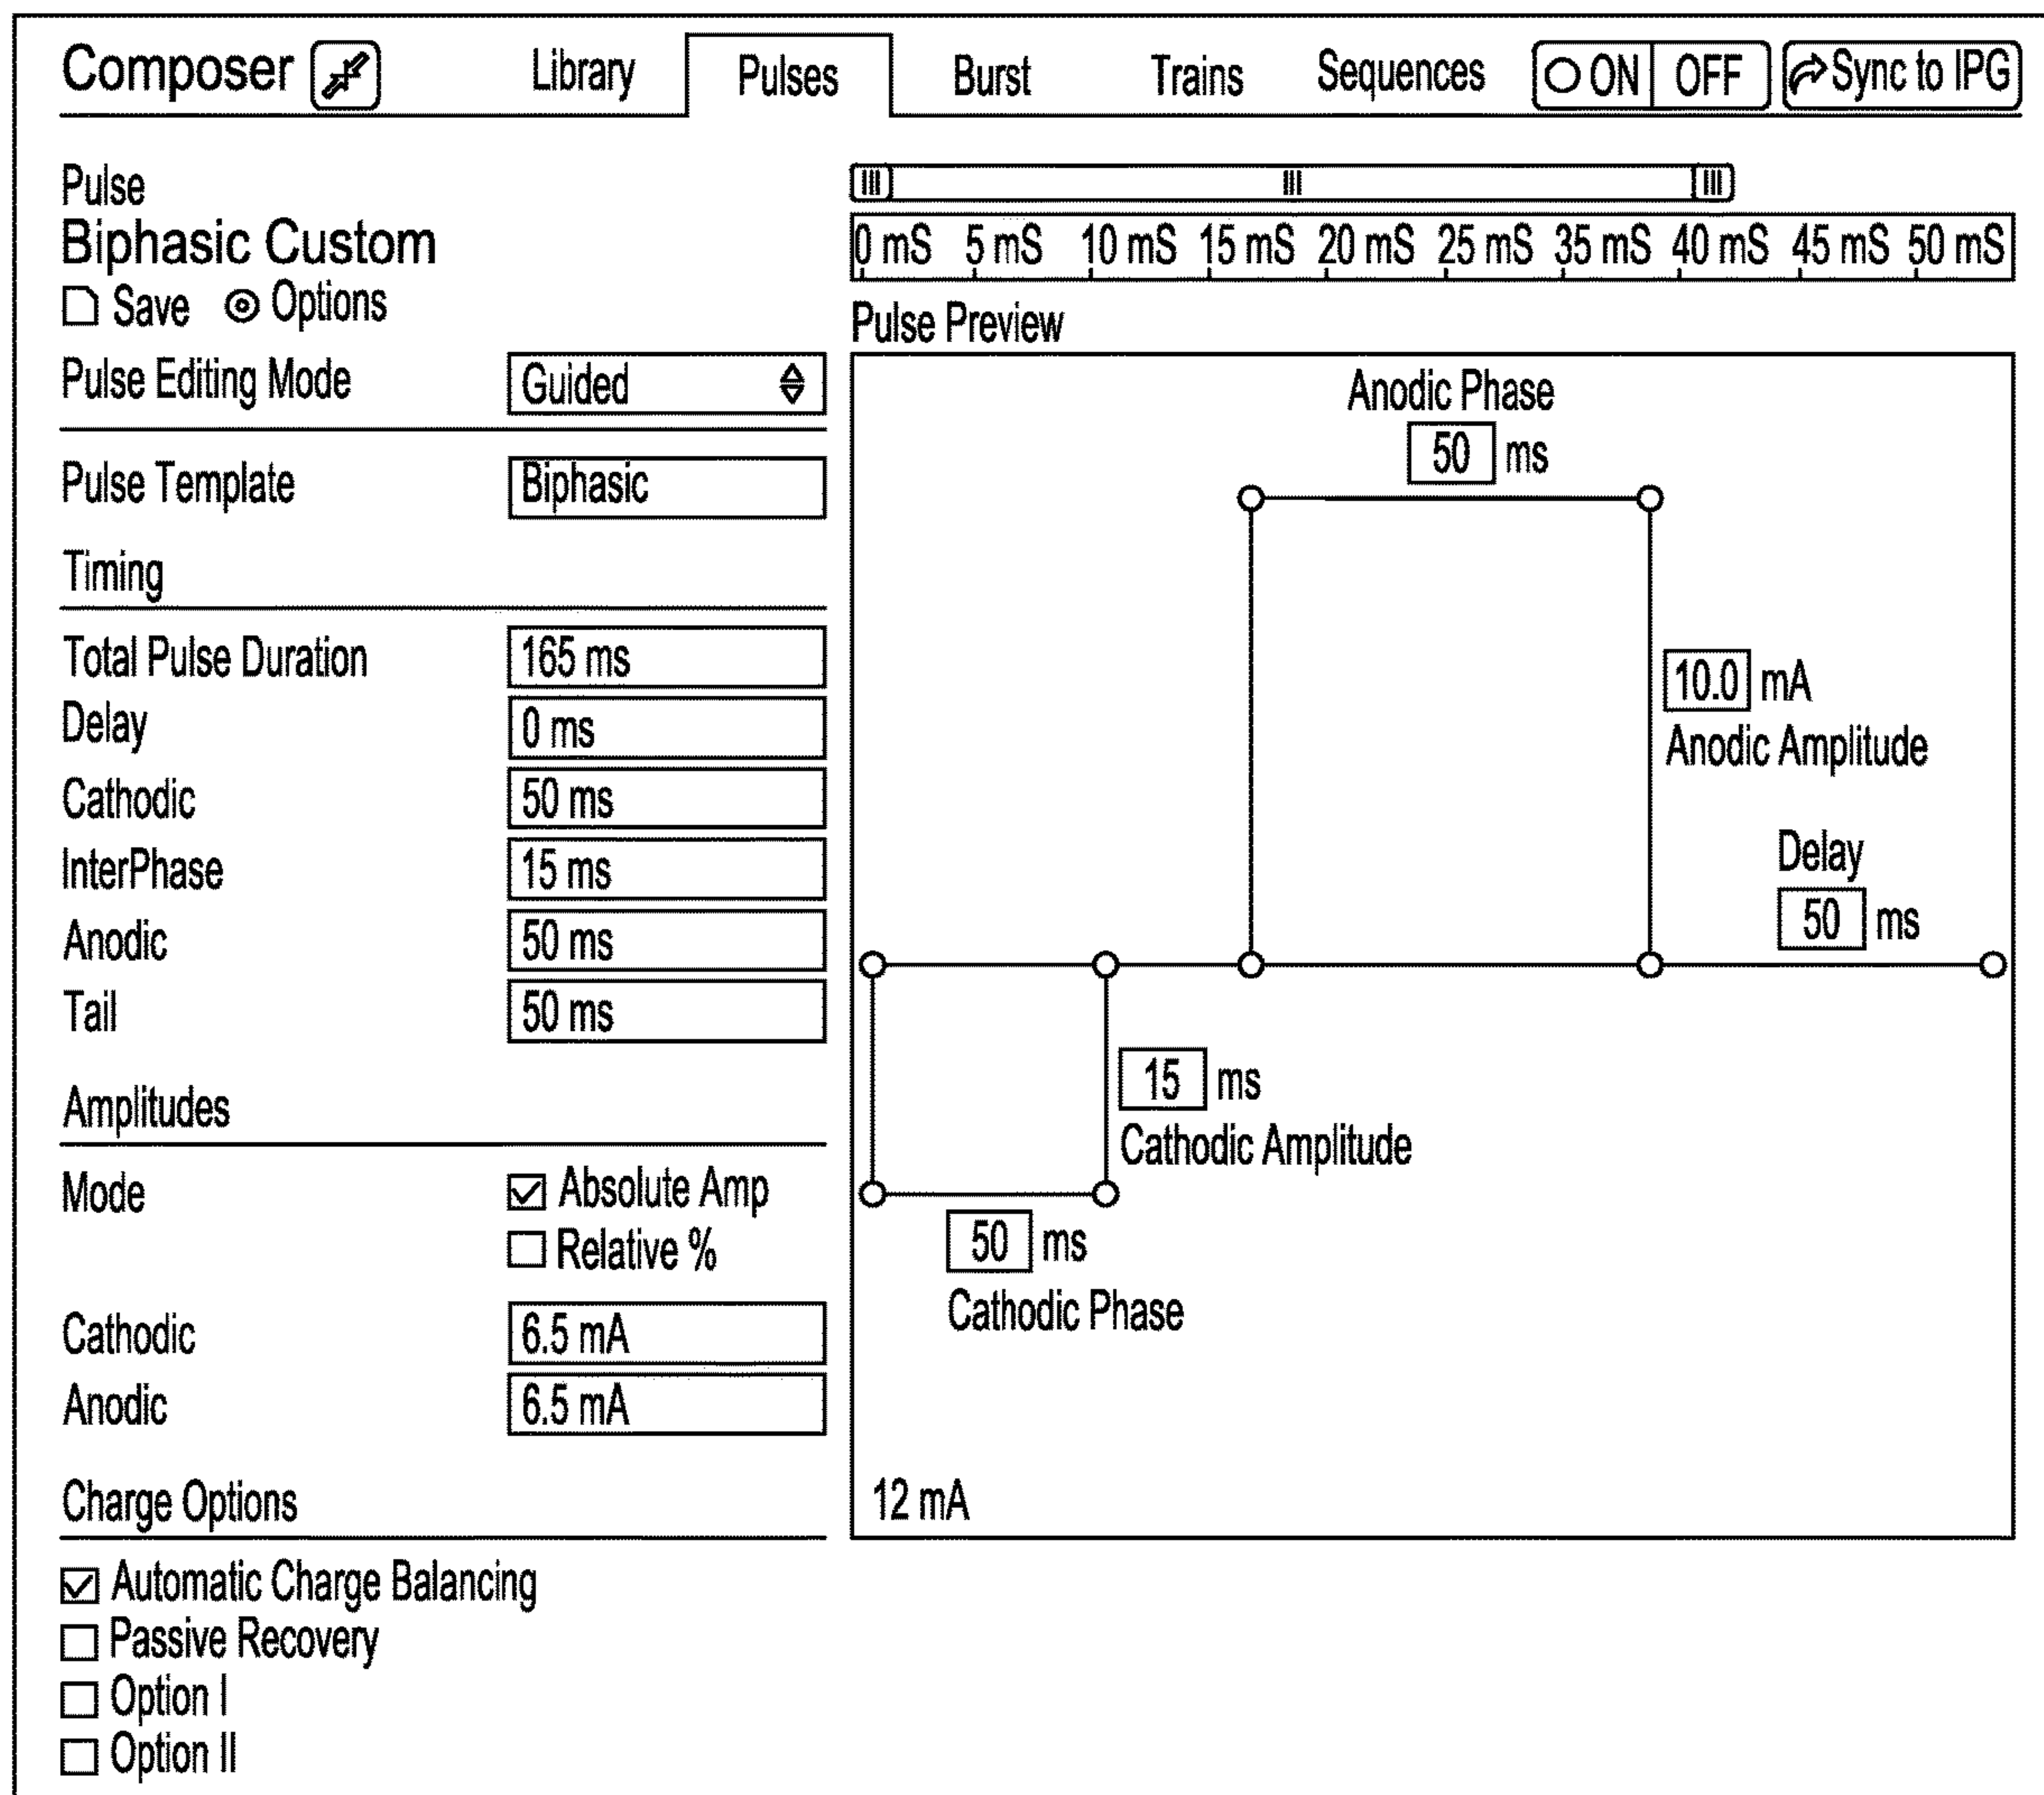 Composer Library Pulses Burst Trains Sequences ON OFF Sync to IPG
Pulse
Biphasic Custom
Save Options
Pulse Editing Mode Guided
Pulse Template Biphasic
Timing
Total Pulse Duration 165 ms
Delay 0 ms
Cathodic 50 ms
InterPhase 15 ms
Anodic 50 ms
Tail 50 ms
Amplitudes
Mode Absolute Amp
Relative %
Cathodic 6.5 mA
Anodic 6.5 mA
Charge Options
Automatic Charge Balancing
Passive Recovery
Option I
Option II
0 mS 5 mS 10 mS 15 mS 20 mS 25 mS 35 mS 40 mS 45 mS 50 mS
Pulse Preview
Anodic Phase
50 ms
10.0 mA
Anodic Amplitude
Delay
50 ms
15 ms
Cathodic Amplitude
50 ms
Cathodic Phase
12 mA